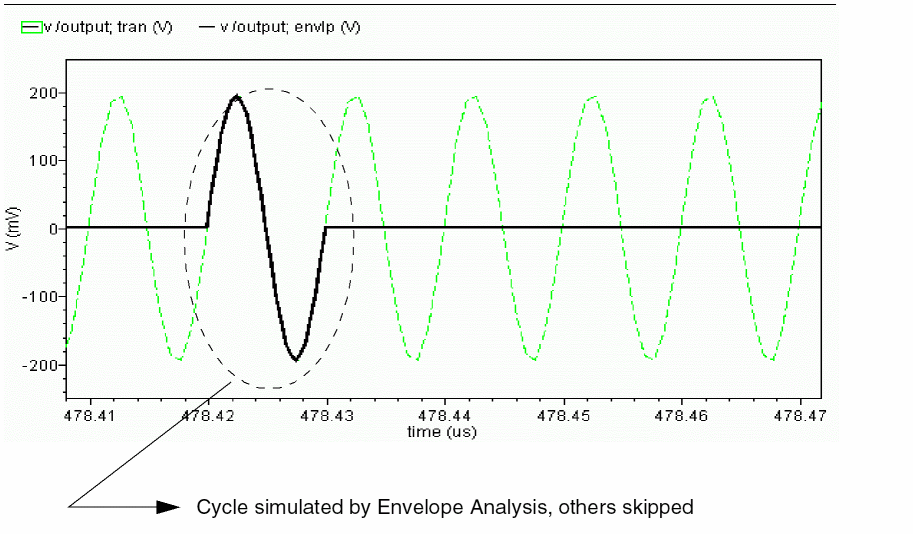 v /output; tran (V) v /output; envlp (V)
200
100
0
-100
-200
V (mV)
478.41 478.42 478.43 478.44 478.45 478.46 478.47
time (us)
Cycle simulated by Envelope Analysis, others skipped